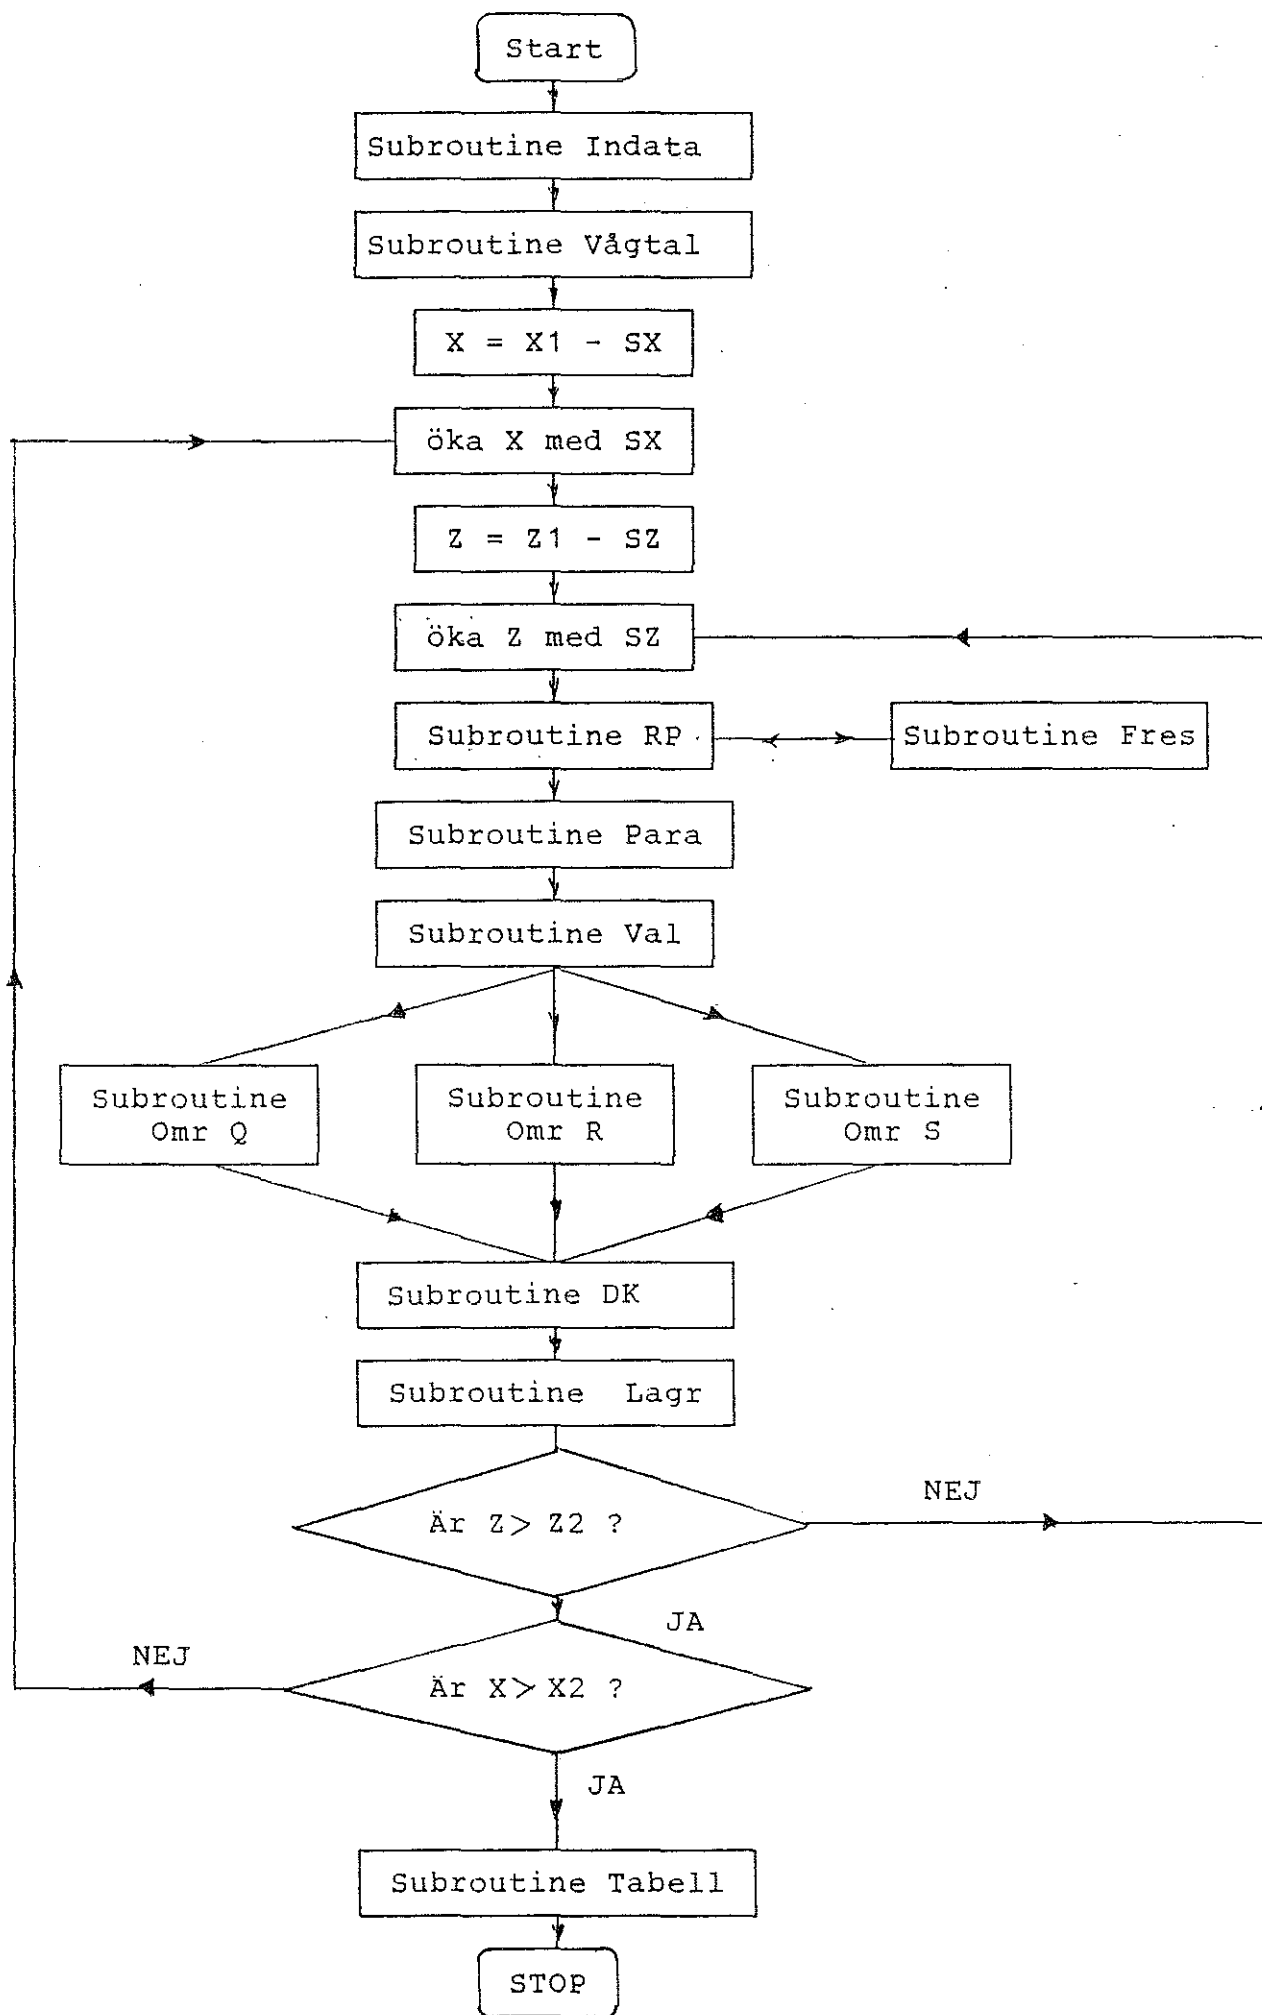 Start
Subroutine Indata
Subroutine Vågtal
X = X1 - SX
öka X med SX
Z = Z1 - SZ
öka Z med SZ
Subroutine RP
Subroutine Fres
Subroutine Para
Subroutine Val
Subroutine
Omr Q
Subroutine
Omr R
Subroutine
Omr S
Subroutine DK
Subroutine Lagr
Är Z > Z2 ?
NEJ
JA
Är X > X2 ?
NEJ
JA
Subroutine Tabell
STOP